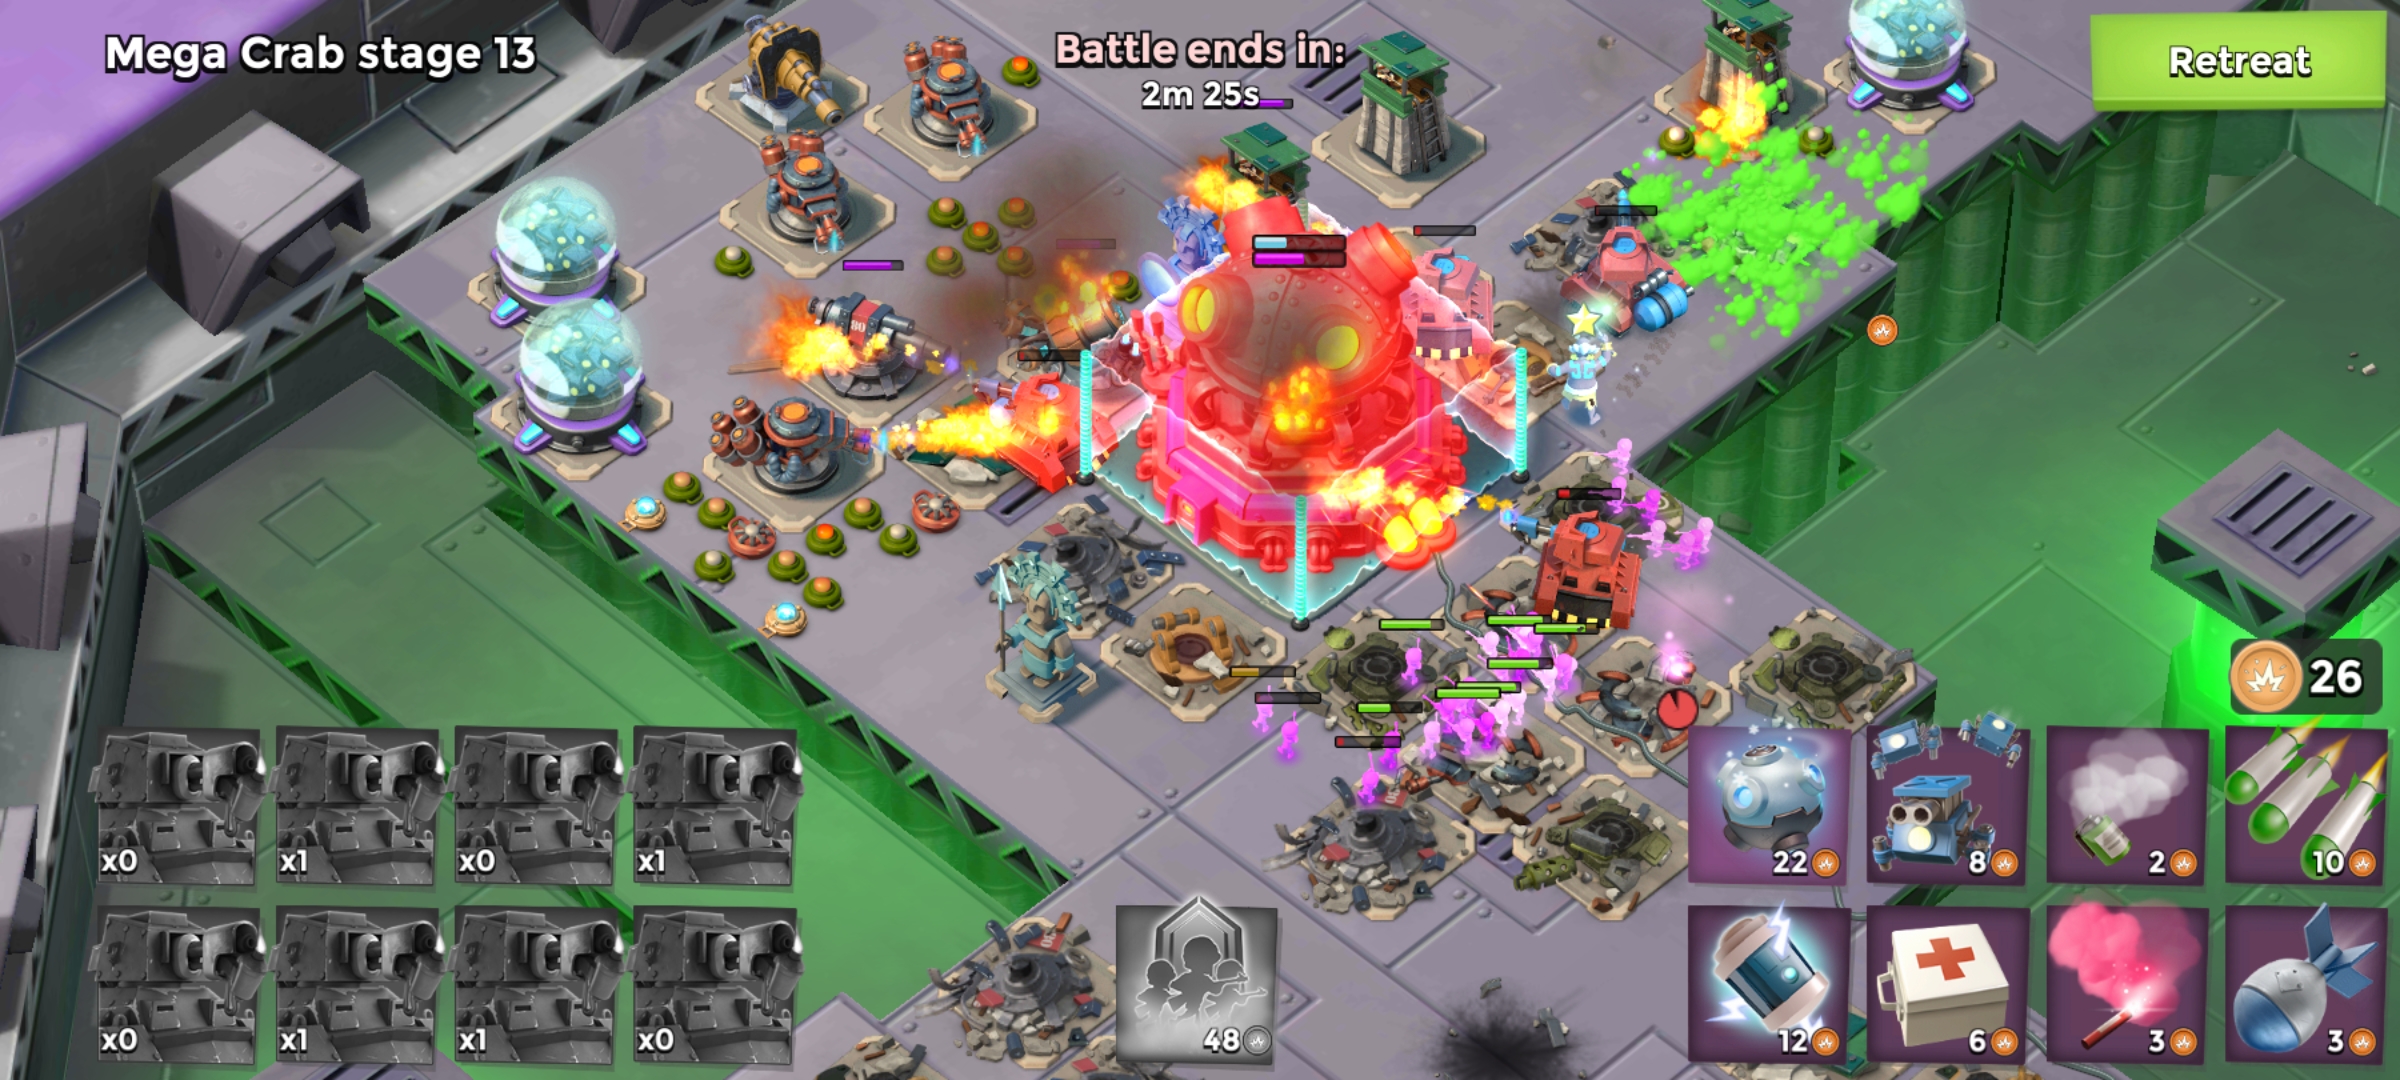 Mega Crab stage 13
Battle ends in:
2m 25s
Retreat
80
26
x0
x1
x0
x1
22
8
2
10
x0
x1
x1
x0
48
12
6
3
3